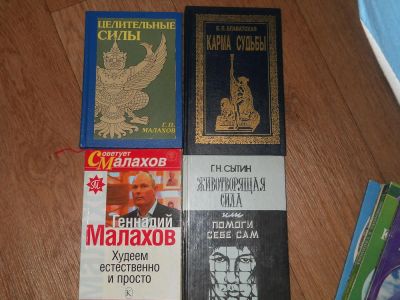 ЦЕЛИТЕЛЬНЫЕ
СИЛЫ
Г.П.
МАЛАХОВ
Е. П. БЛАВАТСКАЯ
КАРМА СУДЬБЫ
Советует
Малахов
Геннадий
Малахов
Худеем
естественно
и просто
Г.Н. СЫТИН
ЖИВОТВОРЯЩАЯ
СИЛА
или
ПОМОГИ
СЕБЕ САМ